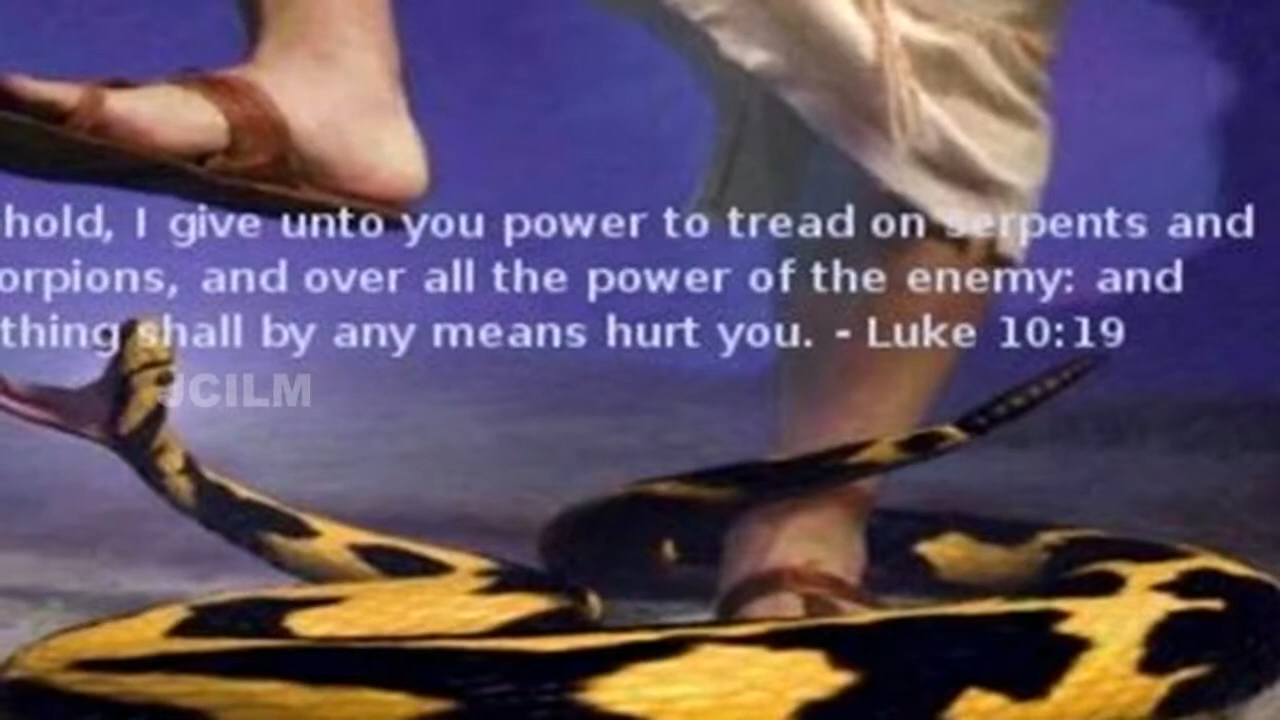 hold, I give unto you power to tread on serpents and
orpions, and over all the power of the enemy: and
thing shall by any means hurt you. - Luke 10:19
JCILM